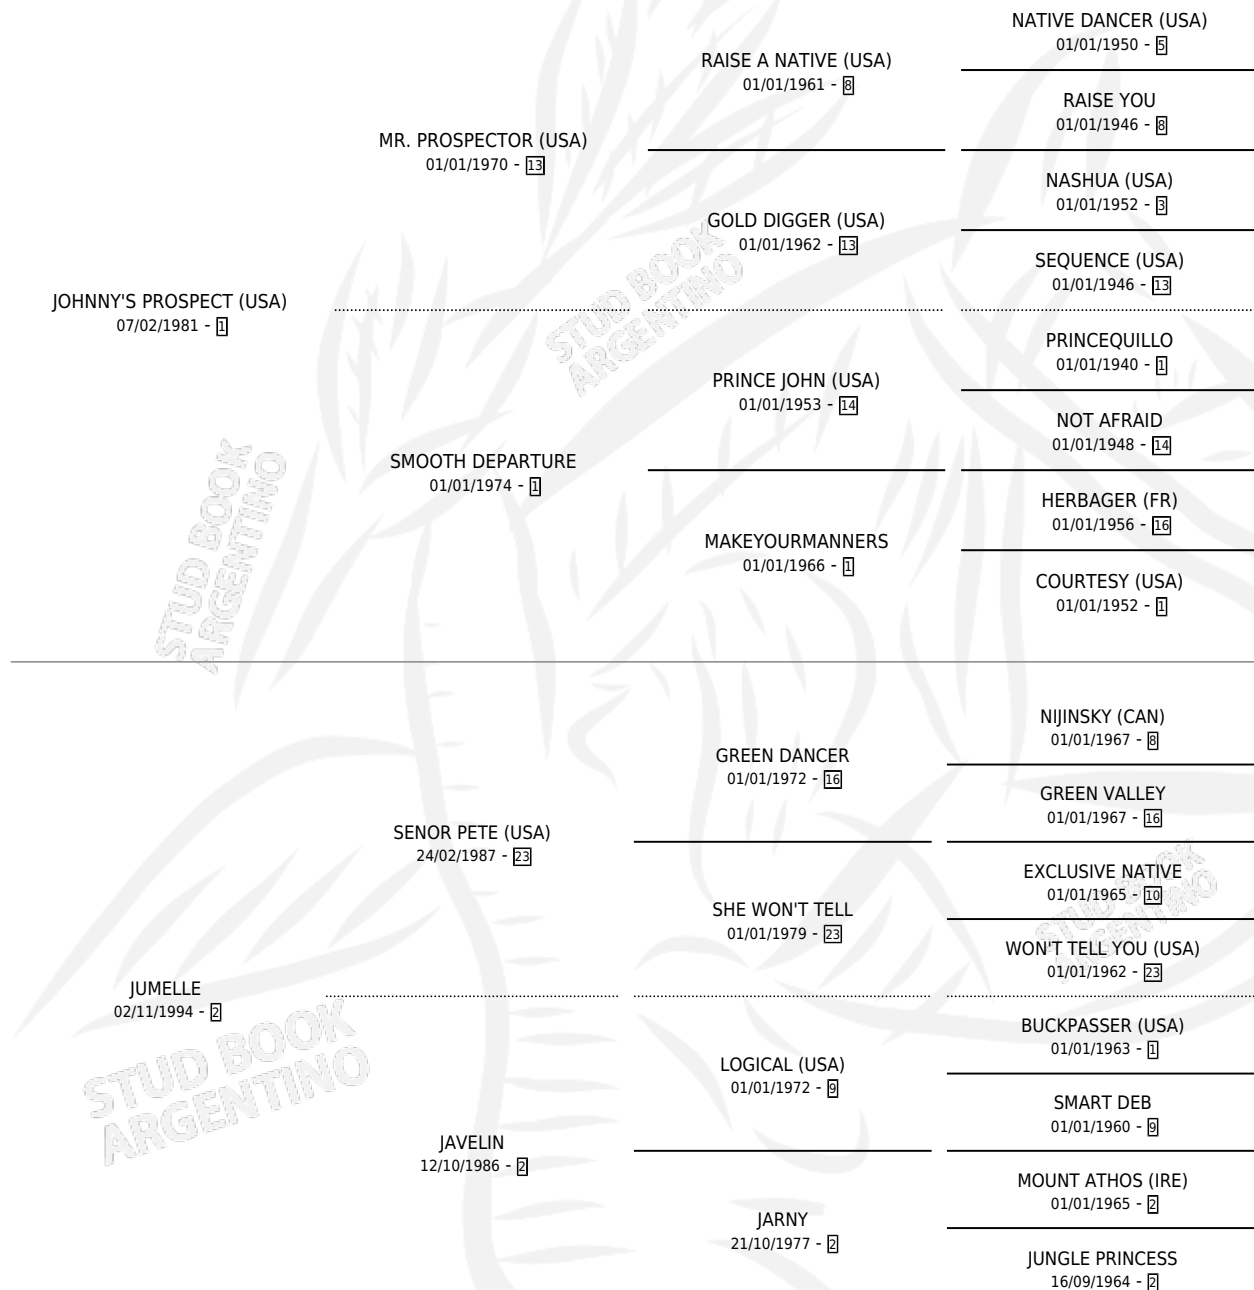 NATIVE DANCER (USA)
01/01/1950 - 5
RAISE A NATIVE (USA)
01/01/1961 - 8
RAISE YOU
01/01/1946 - 8
MR. PROSPECTOR (USA)
01/01/1970 - 13
NASHUA (USA)
01/01/1952 - 3
GOLD DIGGER (USA)
01/01/1962 - 13
SEQUENCE (USA)
01/01/1946 - 13
JOHNNY'S PROSPECT (USA)
07/02/1981 - 1
STUD BOOK
ARGENTINO
PRINCEQUILLO
01/01/1940 - 1
PRINCE JOHN (USA)
01/01/1953 - 14
NOT AFRAID
01/01/1948 - 14
SMOOTH DEPARTURE
01/01/1974 - 1
HERBAGER (FR)
01/01/1956 - 16
MAKEYOURMANNERS
01/01/1966 - 1
COURTESY (USA)
01/01/1952 - 1
STUD BOOK
ARGENTINO
NIJINSKY (CAN)
01/01/1967 - 8
GREEN DANCER
01/01/1972 - 16
GREEN VALLEY
01/01/1967 - 16
SENOR PETE (USA)
24/02/1987 - 23
EXCLUSIVE NATIVE
01/01/1965 - 10
SHE WON'T TELL
01/01/1979 - 23
WON'T TELL YOU (USA)
01/01/1962 - 23
STUD BOOK
ARGENTINO
JUMELLE
02/11/1994 - 2
BUCKPASSER (USA)
01/01/1963 - 1
LOGICAL (USA)
01/01/1972 - 9
SMART DEB
01/01/1960 - 9
STUD BOOK
ARGENTINO
JAVELIN
12/10/1986 - 2
MOUNT ATHOS (IRE)
01/01/1965 - 2
JARNY
21/10/1977 - 2
JUNGLE PRINCESS
16/09/1964 - 2